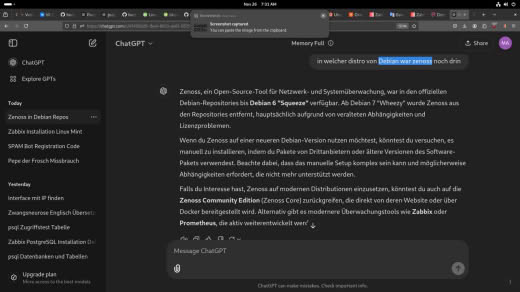 Nov 26 7:31 AM
Screenshot captured
You can paste the image from the clipboard.
ChatGPT
Memory Full
Share
MA
in welcher distro von Debian war zenoss noch drin
ChatGPT
Explore GPTs
Today
Zenoss in Debian Repos
Zabbix Installation Linux Mint
SPAM Bot Registration Code
Pepe der Frosch Missbrauch
Yesterday
Interface mit IP finden
Zwangneurose Englisch Überset
psql Zugriffliste Tabelle
Zabbix PostgreSQL Installation Del
psql Datenbanken und Tabellen
Upgrade plan
More access to the best models
Zenoss, ein Open-Source-Tool für Netzwerk- und Systemüberwachung, war in den offiziellen
Debian-Repositories bis Debian 6 "Squeeze" verfügbar. Ab Debian 7 "Wheezy" wurde Zenoss aus
den Repositories entfernt, hauptsächlich aufgrund von veralteten Abhängigkeiten und
Lizenzproblemen.
Wenn du Zenoss auf einer neueren Debian-Version nutzen möchtest, könntest du versuchen, es
manuell zu installieren, indem du Pakete von Drittanbietern oder ältere Versionen des Software-
Pakets verwendest. Beachte dabei, dass das manuelle Setup komplex sein kann und möglicherweise
Abhängigkeiten erfordert, die nicht mehr unterstützt werden.
Falls du Interesse hast, Zenoss auf modernen Distributionen einzusetzen, könntest du auch auf die
Zenoss Community Edition (Zenoss Core) zurückgreifen, die direkt von deren Website oder über
Docker bereitgestellt wird. Alternativ gibt es modernere Überwachungstools wie Zabbix oder
Prometheus, die aktiv weiterentwickelt werden
Message ChatGPT
ChatGPT can make mistakes. Check important info.